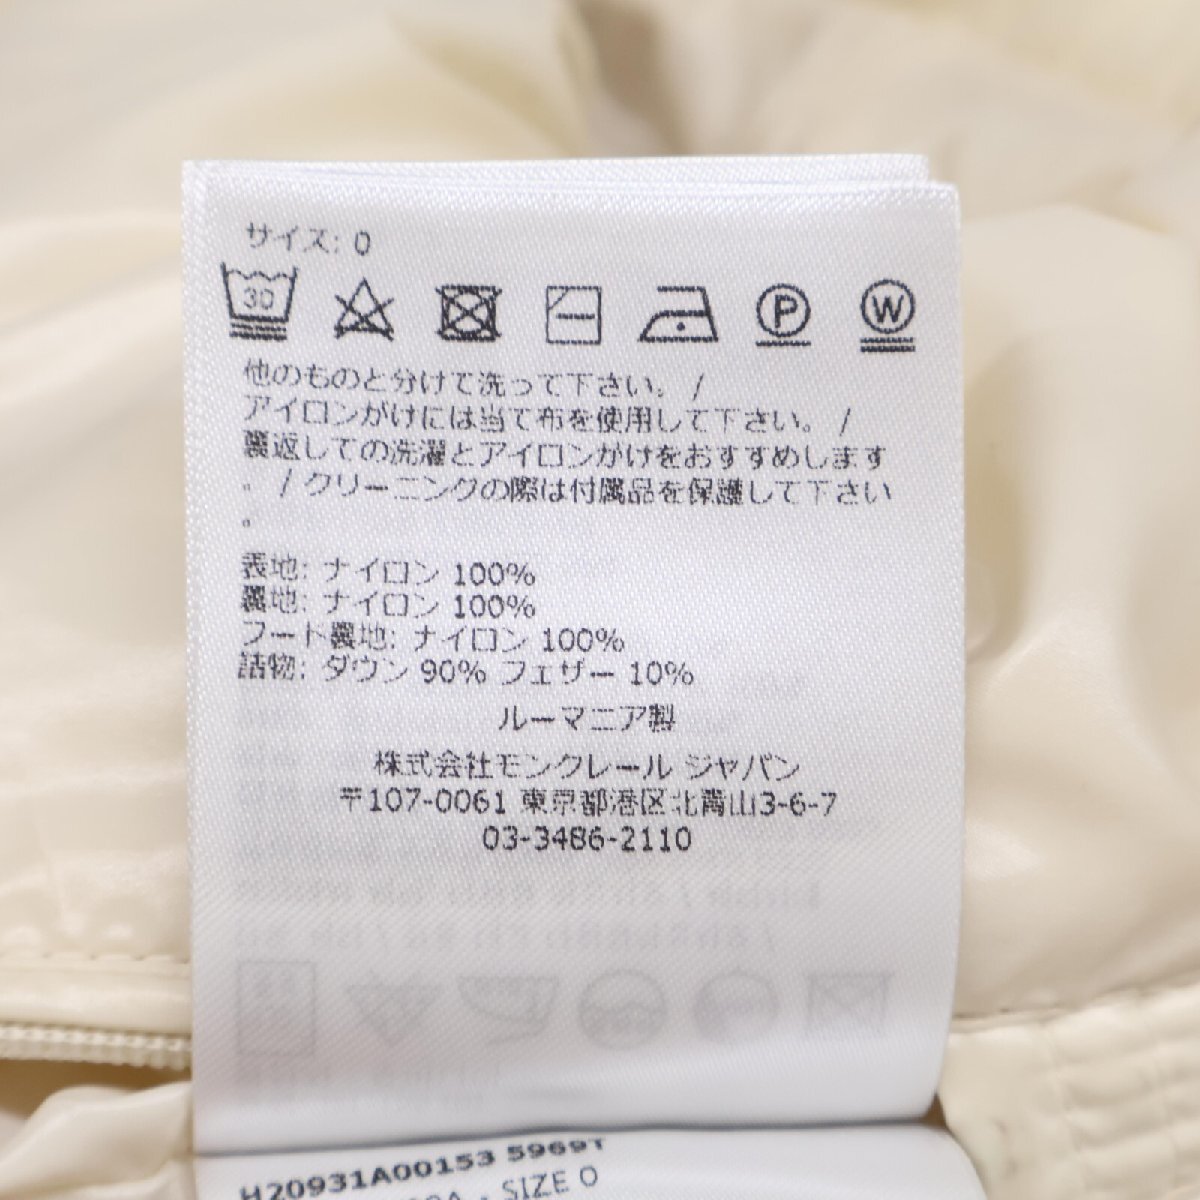 サイズ: 0
30
P
W
他のものと分けて洗って下さい。 /
アイロンがけには当て布を使用して下さい。 /
裏返しての洗濯とアイロンがけをおすすめします
。 / クリーニングの際は付属品を保護して下さい
。
表地: ナイロン 100%
裏地: ナイロン 100%
フード裏地: ナイロン 100%
詰物: ダウン 90% フェザー 10%
ルーマニア製
株式会社モンクレール ジャパン
〒107-0061 東京都港区北青山3-6-7
03-3486-2110
H20931A00153 5969T
- SIZE 0